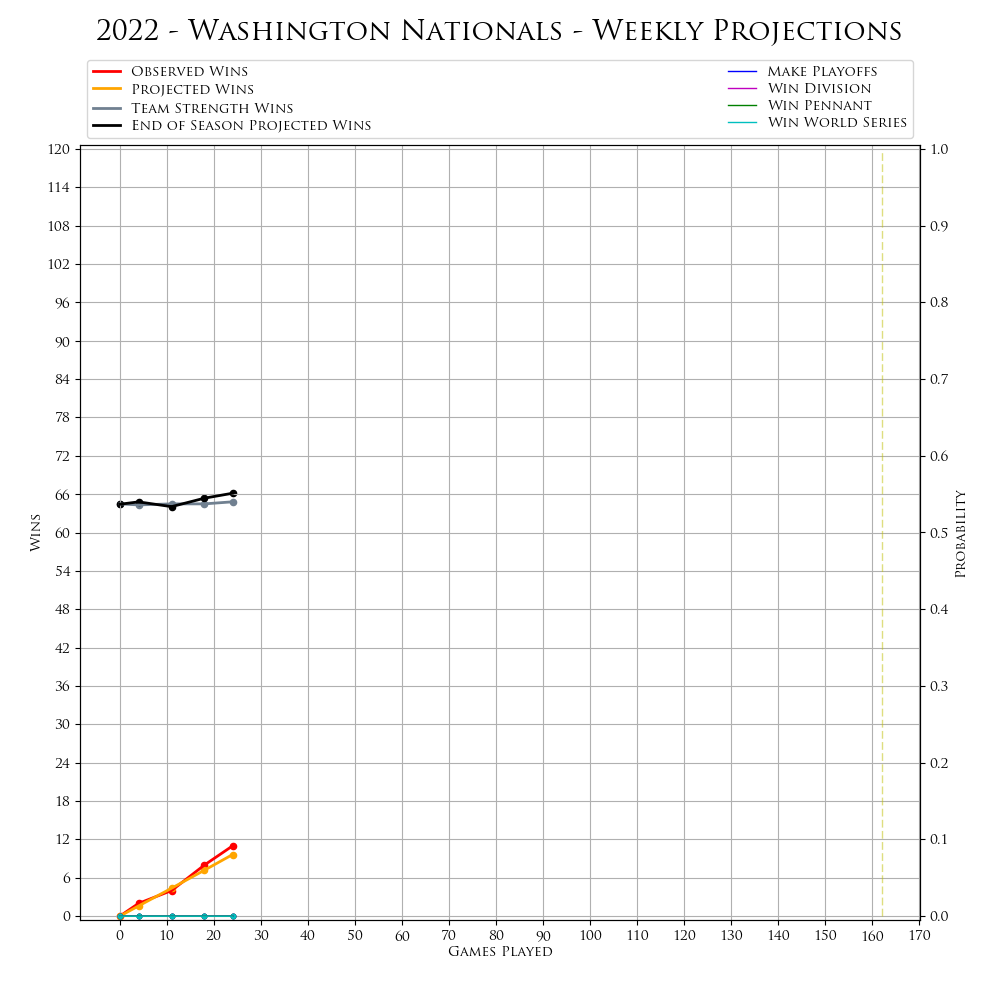 2022 - Washington Nationals - Weekly Projections
Observed Wins
Projected Wins
Team Strength Wins
End of Season Projected Wins
Make Playoffs
Win Division
Win Pennant
Win World Series
120
114
108
102
96
90
84
78
72
66
60
54
48
42
36
30
24
18
12
6
0
Wins
1.0
0.9
0.8
0.7
0.6
0.5
0.4
0.3
0.2
0.1
0.0
Probability
0 10 20 30 40 50 60 70 80 90 100 110 120 130 140 150 160 170
Games Played